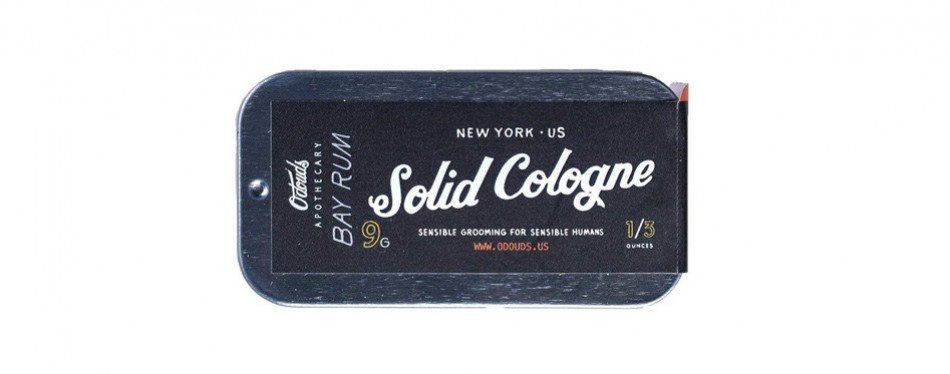 O'douds
APOTHECARY
BAY RUM
NEW YORK · US
Solid Cologne
9G
SENSIBLE GROOMING FOR SENSIBLE HUMANS
WWW.ODOUDS.US
1/3
OUNCES